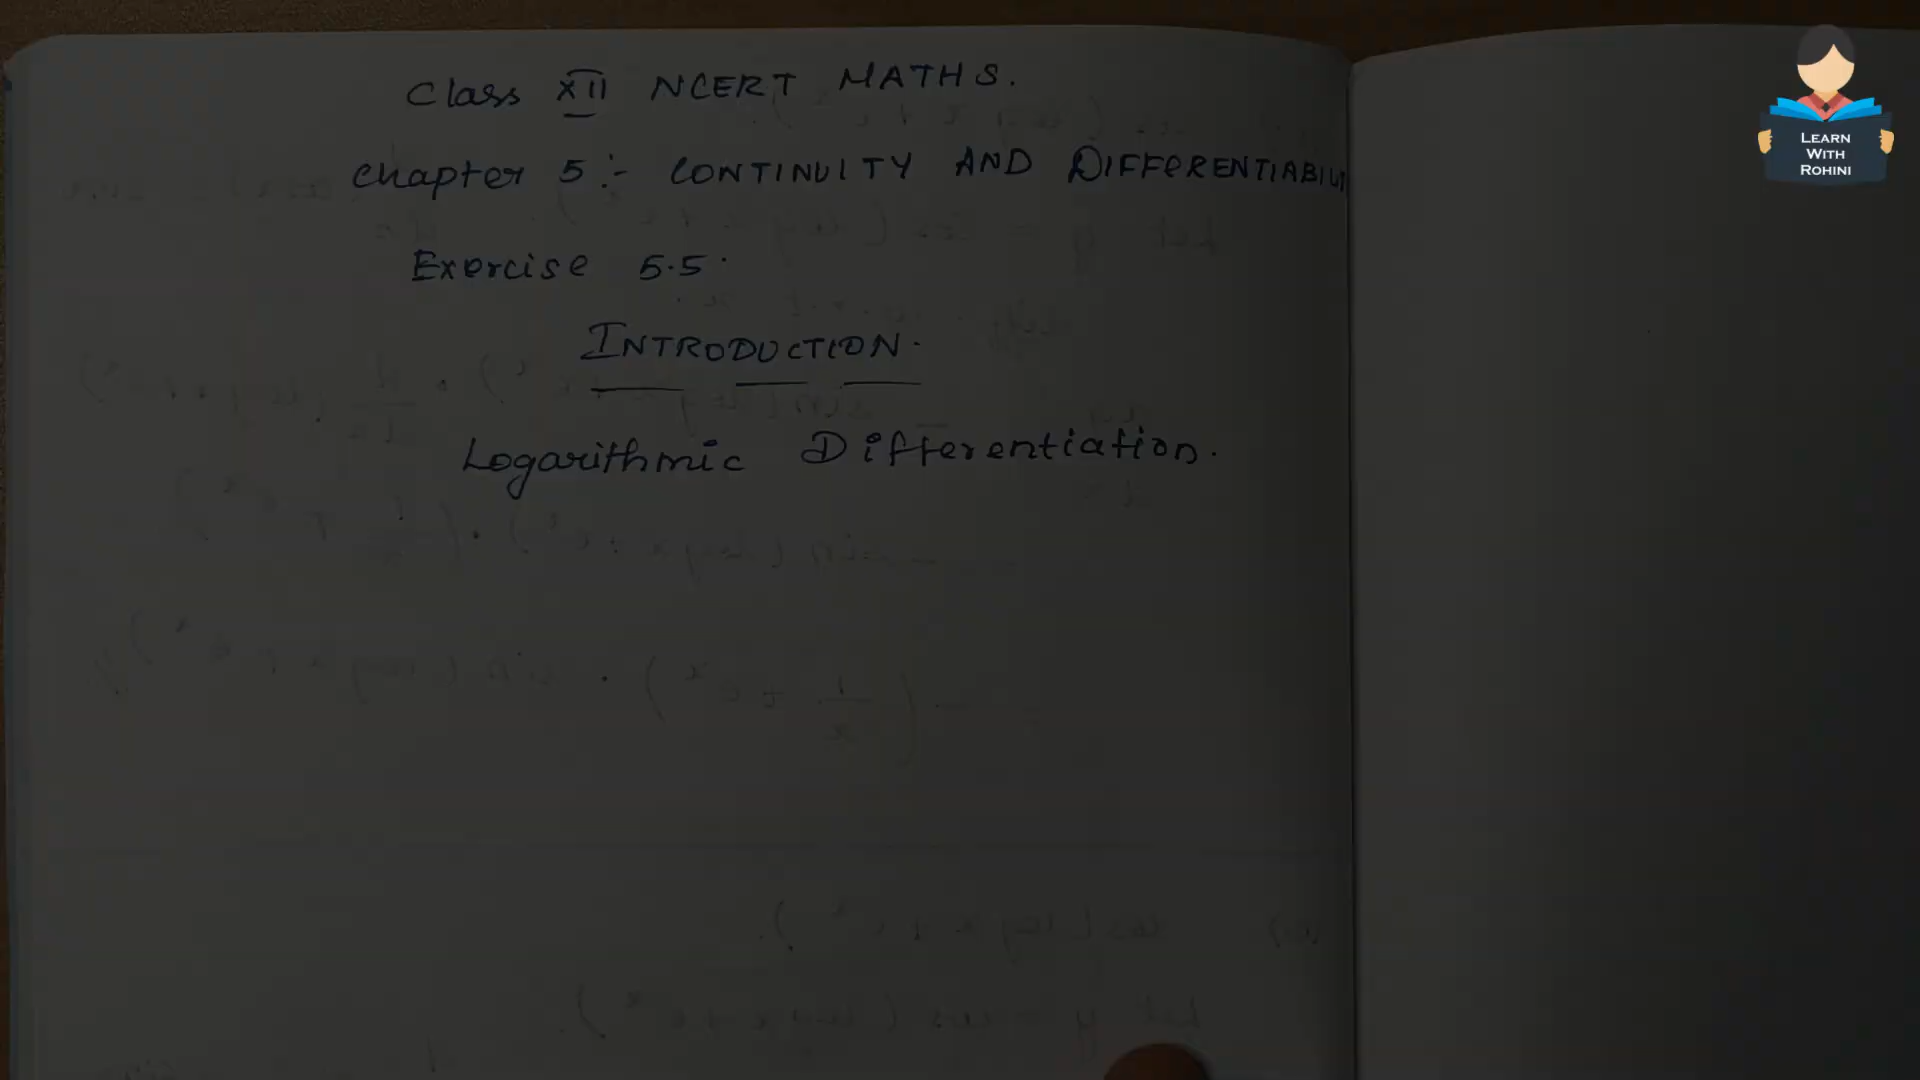 Class XII NCERT MATHS.
Chapter 5 :- CONTINUITY AND DIFFERENTIABILI
Exercise 5.5.
INTRODUCTION.
Logarithmic Differentiation.
LEARN
WITH
ROHINI